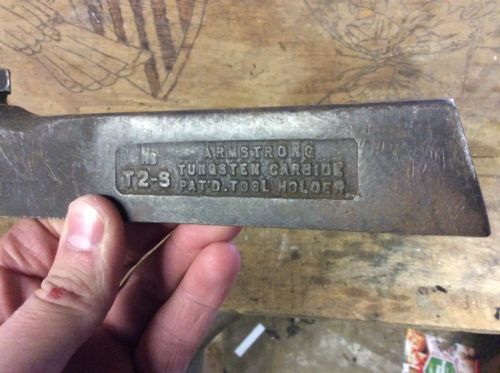 No
T2-S
ARMSTRONG
TUNGSTEN CARBIDE
PAT'D. TOOL HOLDER